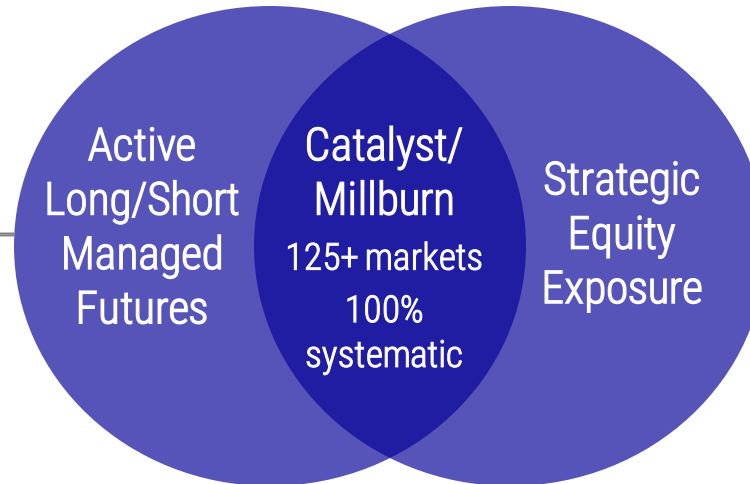 Active
Long/Short
Managed
Futures
Catalyst/
Millburn
125+ markets
100%
systematic
Strategic
Equity
Exposure